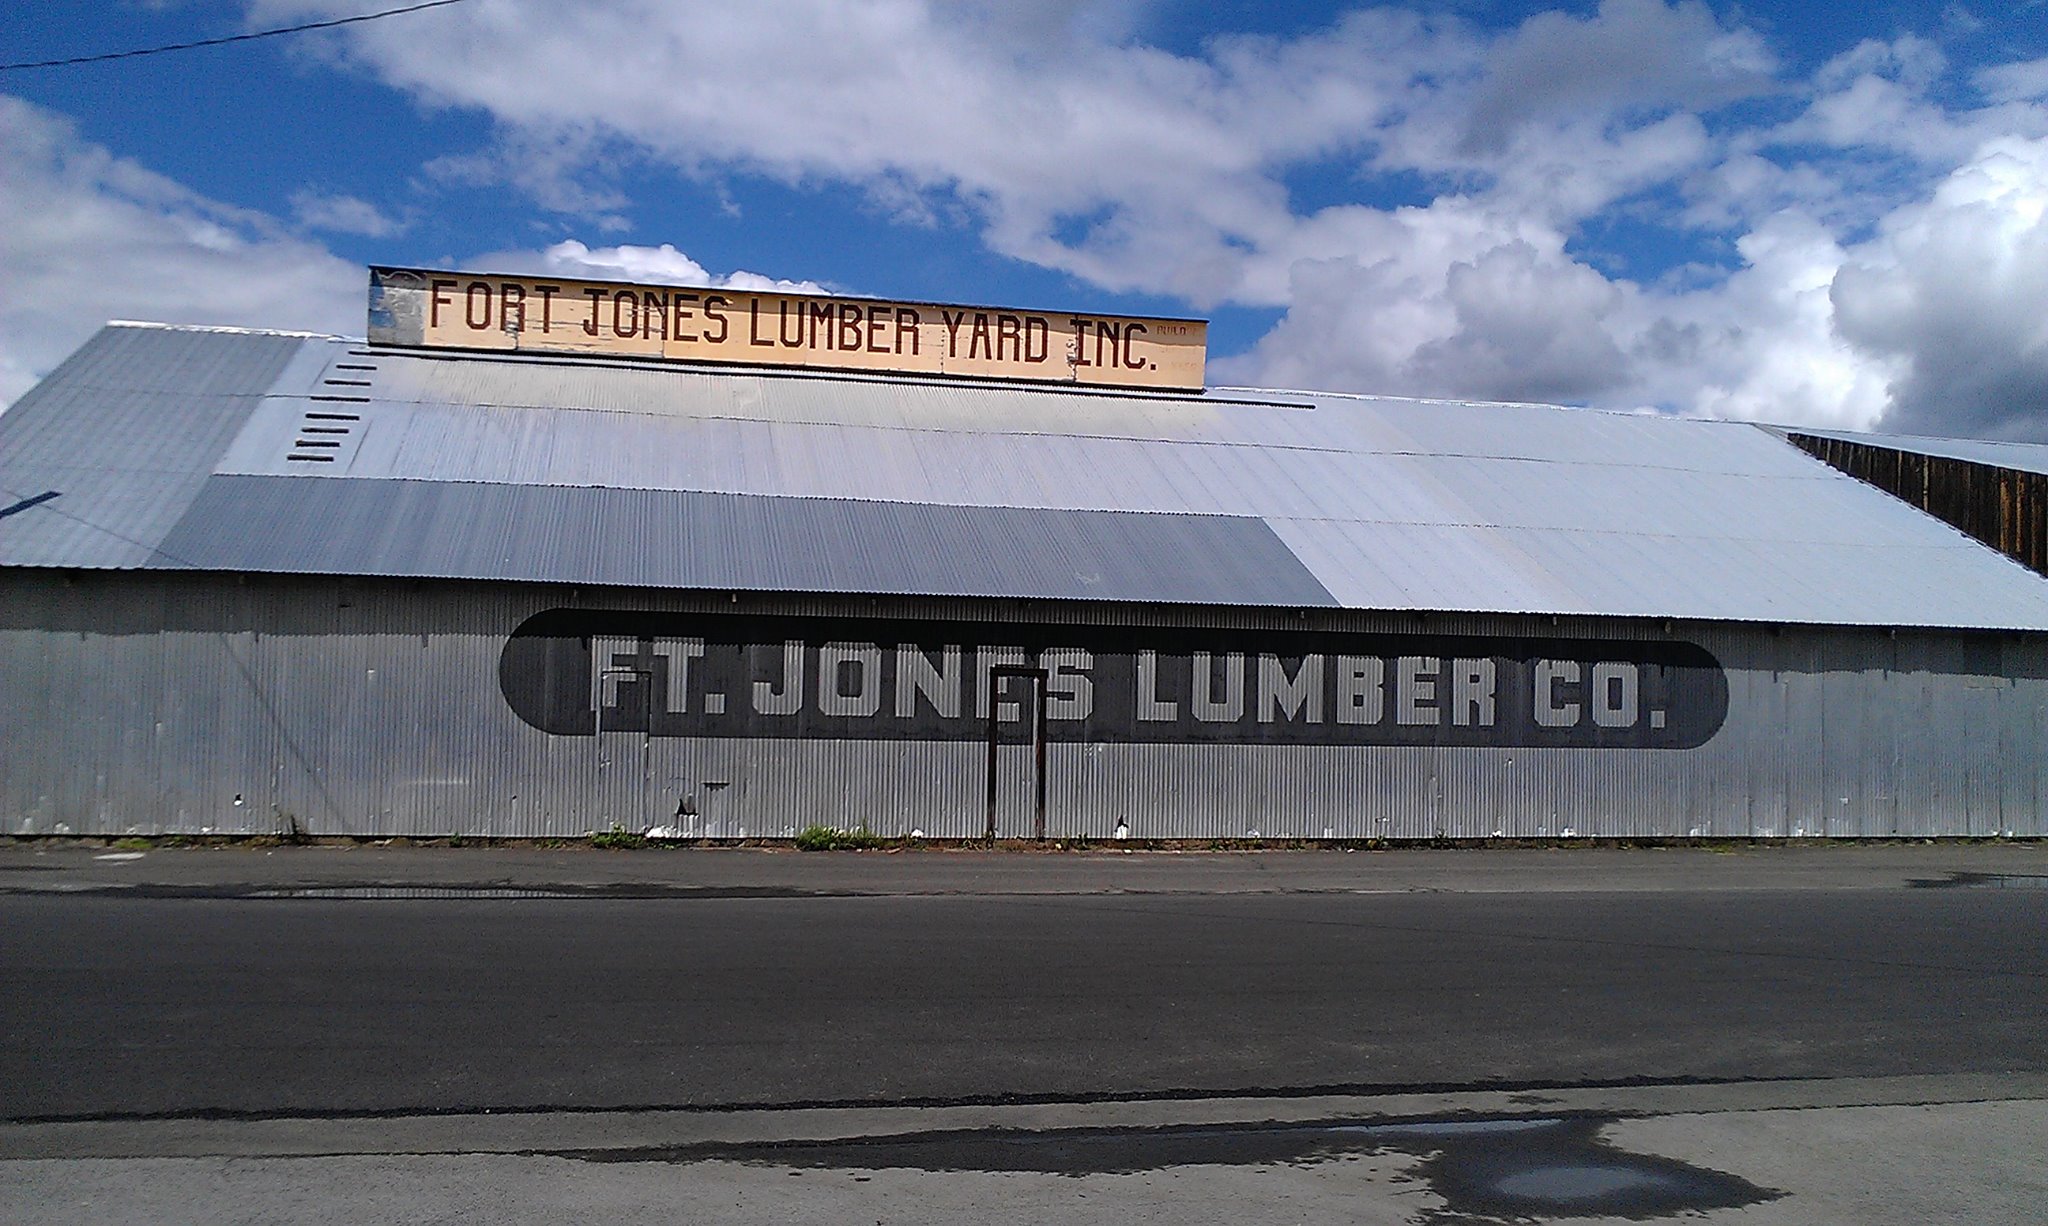 FORT JONES LUMBER YARD INC.
FT. JONES LUMBER CO.